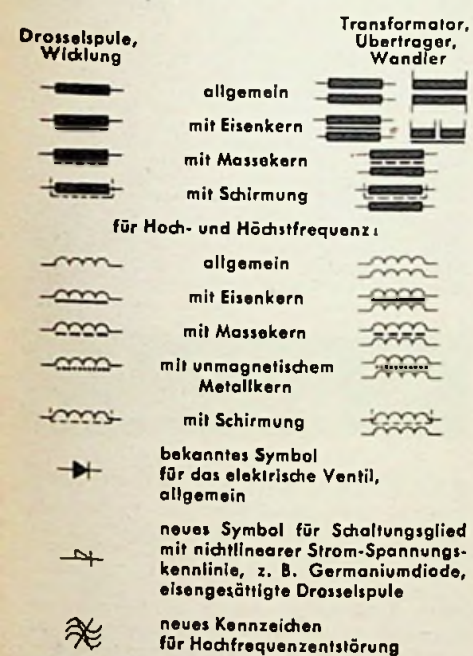 Drosselspule,
Wicklung
Transformator,
Übertrager,
Wandler
allgemein
mit Eisenkern
mit Massekern
mit Schirmung
für Hoch- und Höchstfrequenz:
allgemein
mit Eisenkern
mit Massekern
mit unmagnetischem
Metallkern
mit Schirmung
bekanntes Symbol
für das elektrische Ventil,
allgemein
neues Symbol für Schaltungsglied
mit nichtlinearer Strom-Spannungs-
kennlinie, z. B. Germaniumdiode,
eisengesättigte Drosselspule
neues Kennzeichen
für Hochfrequenzentstörung